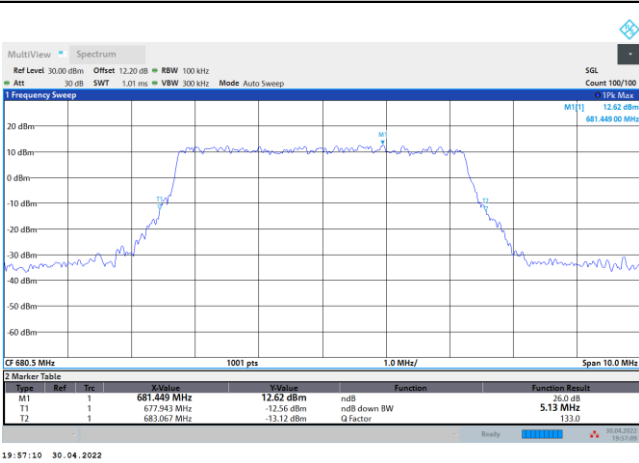 MultiView Spectrum
Ref Level 30.00 dBm Offset 12.20 dB RBW 100 kHz SGL
Att 30 dB SWT 1.01 ms VBW 300 kHz Mode Auto Sweep Count 100/100
1 Frequency Sweep 1Pk Max
M1[1] 12.62 dBm
681.449 00 MHz
20 dBm
M1
10 dBm
0 dBm
T1 T2
-10 dBm
-20 dBm
-30 dBm
-40 dBm
-50 dBm
-60 dBm
CF 680.5 MHz 1001 pts 1.0 MHz/ Span 10.0 MHz
2 Marker Table
Type Ref Trc X-Value Y-Value Function Function Result
M1 1 681.449 MHz 12.62 dBm ndB 26.0 dB
T1 1 677.943 MHz -12.56 dBm ndB down BW 5.13 MHz
T2 1 683.067 MHz -13.12 dBm Q Factor 133.0
Ready 30.04.2022
19:57:09
19:57:10 30.04.2022